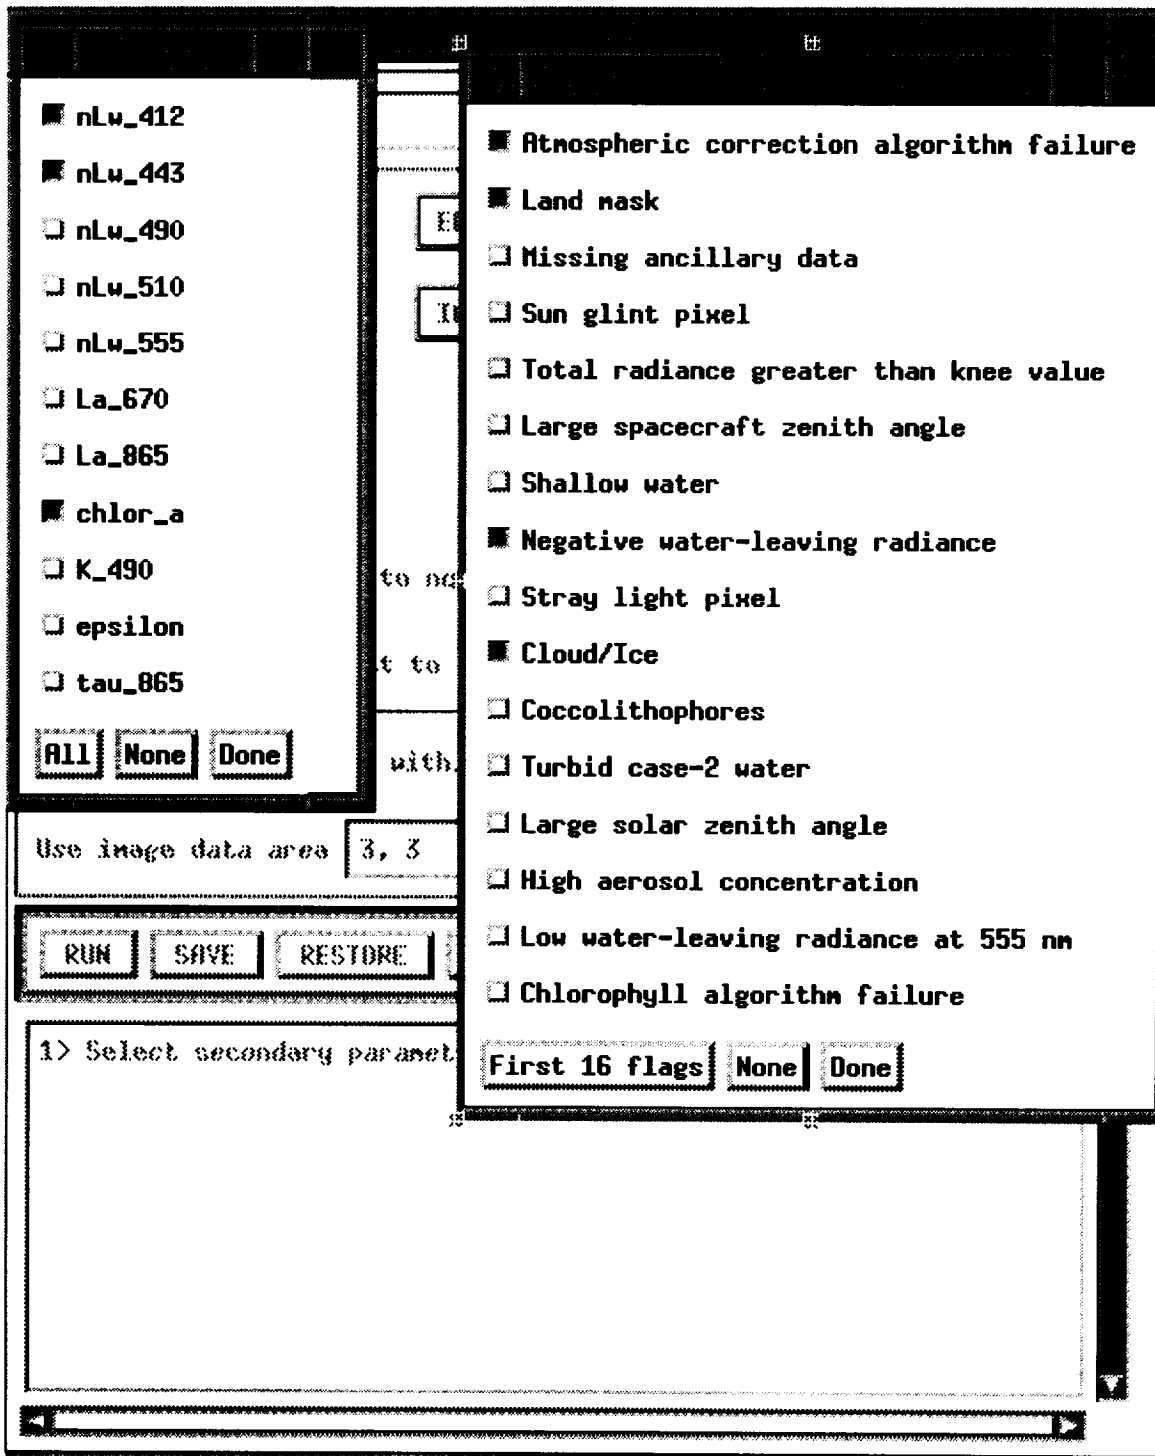 nLw_412
nLw_443
nLw_490
nLw_510
nLw_555
La_670
La_865
chlor_a
K_490
epsilon
tau_865
All None Done
Atmospheric correction algorithm failure
Land mask
Missing ancillary data
Sun glint pixel
Total radiance greater than knee value
Large spacecraft zenith angle
Shallow water
Negative water-leaving radiance
Stray light pixel
Cloud/Ice
Coccolithophores
Turbid case-2 water
Large solar zenith angle
High aerosol concentration
Low water-leaving radiance at 555 nm
Chlorophyll algorithm failure
First 16 flags None Done
to
t to
with
Use image data area 3, 3
RUN SAVE RESTORE
1> Select secondary paramet